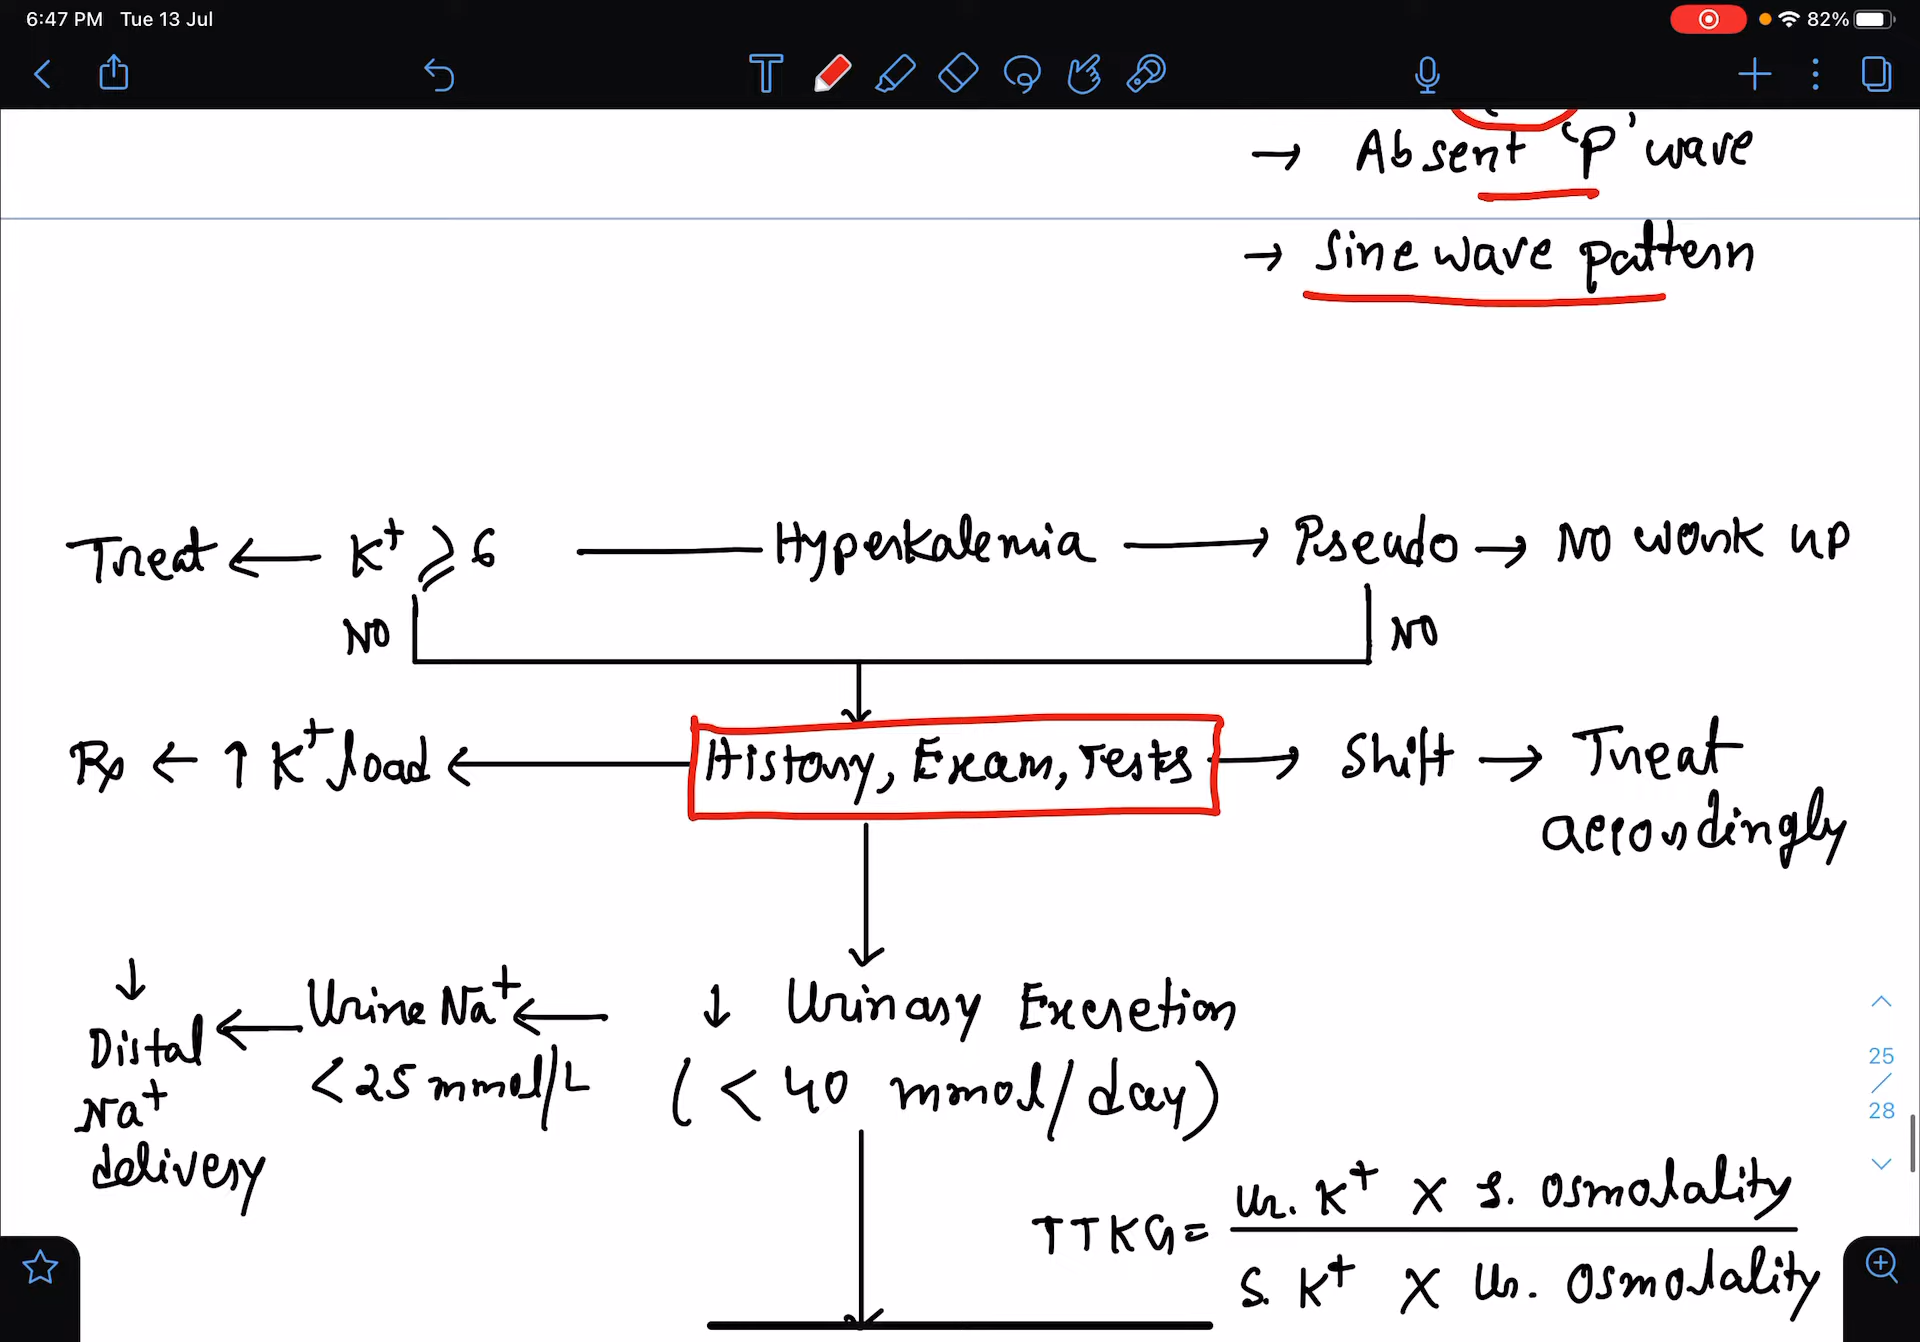 6:47 PM Tue 13 Jul
82%
→ Absent 'P' wave
→ Sine wave pattern
Treat ← K⁺ ≥ 6 — Hyperkalemia → Pseudo → NO work up
NO
NO
Rx ← ↑ K⁺ load ← History, Exam, Tests → Shift → Treat
accordingly
↓
Distal
Na⁺
delivery
← Urine Na⁺ ←
< 25 mmol/L
↓ Urinary Excretion
( < 40 mmol/day)
TTKG = Ur. K⁺ X S. Osmolality
S. K⁺ X Ur. Osmolality
25
/
28